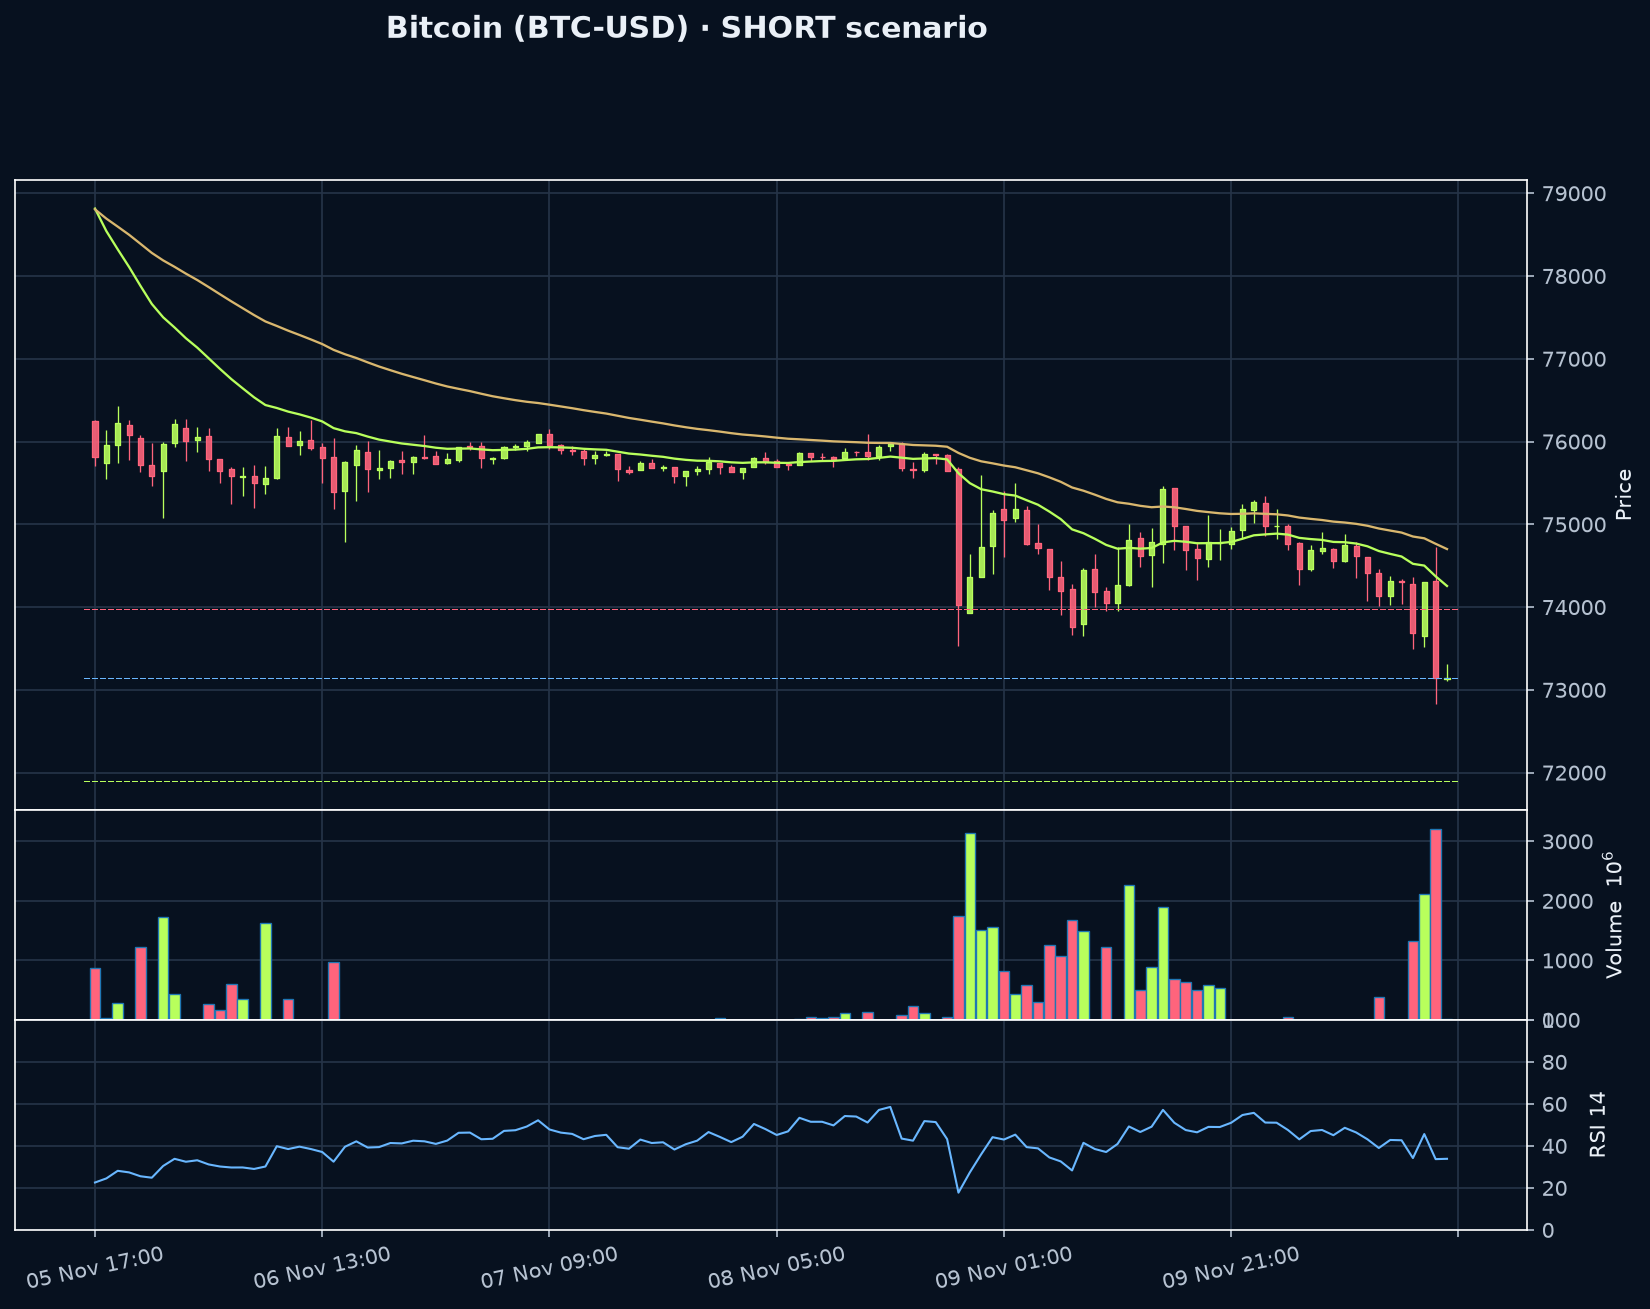 Bitcoin (BTC-USD) · SHORT scenario
79000
78000
77000
76000
75000
74000
73000
72000
Price
3000
2000
1000
0
Volume 10⁶
100
80
60
40
20
0
RSI 14
05 Nov 17:00
06 Nov 13:00
07 Nov 09:00
08 Nov 05:00
09 Nov 01:00
09 Nov 21:00